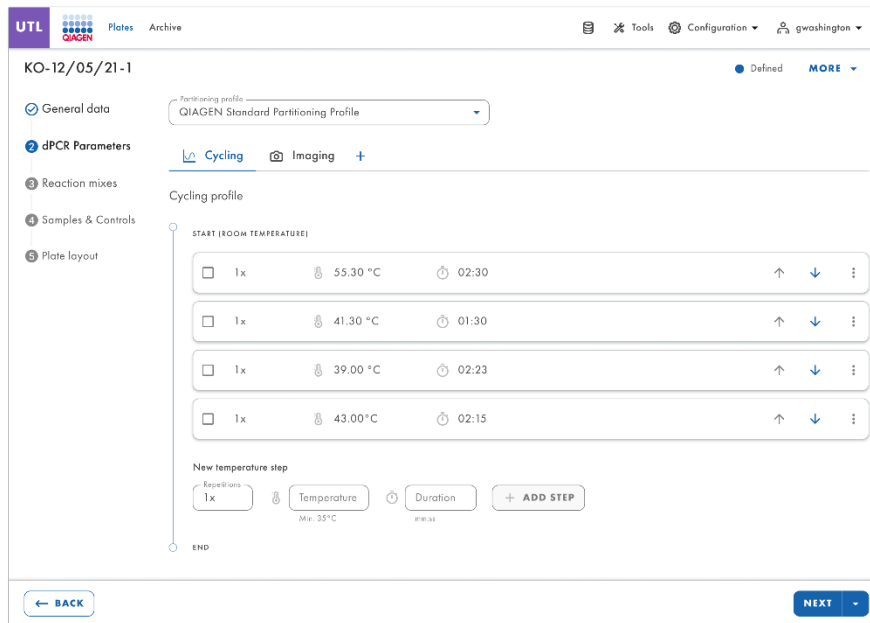 UTL QIAGEN Plates Archive Tools Configuration gwashington
KO-12/05/21-1 Defined MORE
General data
2 dPCR Parameters
3 Reaction mixes
4 Samples & Controls
5 Plate layout
Partitioning profile
QIAGEN Standard Partitioning Profile
Cycling Imaging +
Cycling profile
START (ROOM TEMPERATURE)
1x 55.30 °C 02:30
1x 41.30 °C 01:30
1x 39.00 °C 02:23
1x 43.00°C 02:15
New temperature step
Repetitions
1x Temperature Duration + ADD STEP
Min. 35°C mm:ss
END
← BACK NEXT